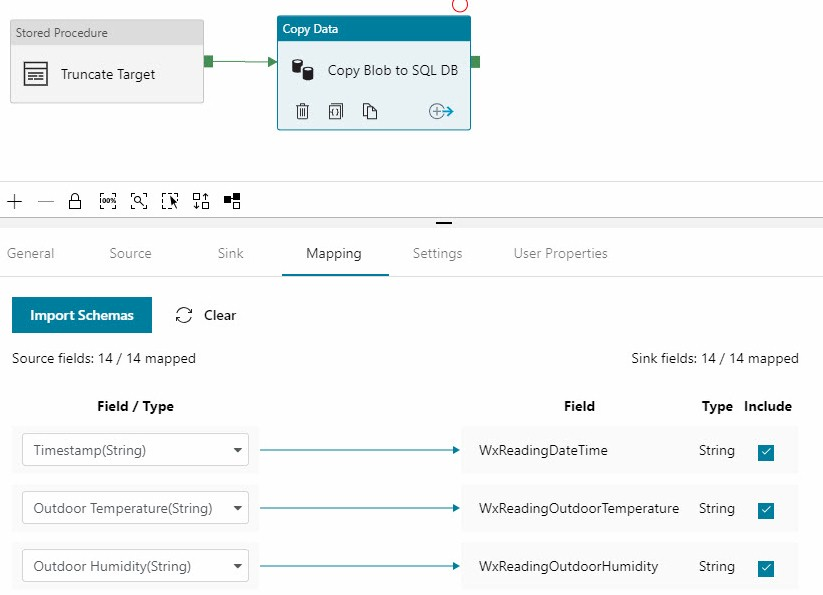 Stored Procedure
Truncate Target
Copy Data
Copy Blob to SQL DB
100%
General Source Sink Mapping Settings User Properties
Import Schemas Clear
Source fields: 14 / 14 mapped Sink fields: 14 / 14 mapped
Field / Type Field Type Include
Timestamp(String) WxReadingDateTime String
Outdoor Temperature(String) WxReadingOutdoorTemperature String
Outdoor Humidity(String) WxReadingOutdoorHumidity String